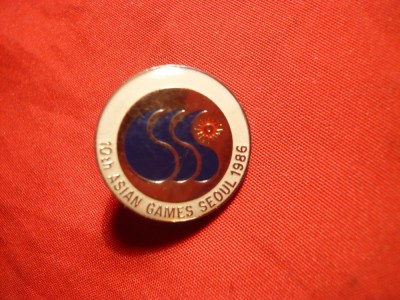 10th ASIAN GAMES SEOUL 1986